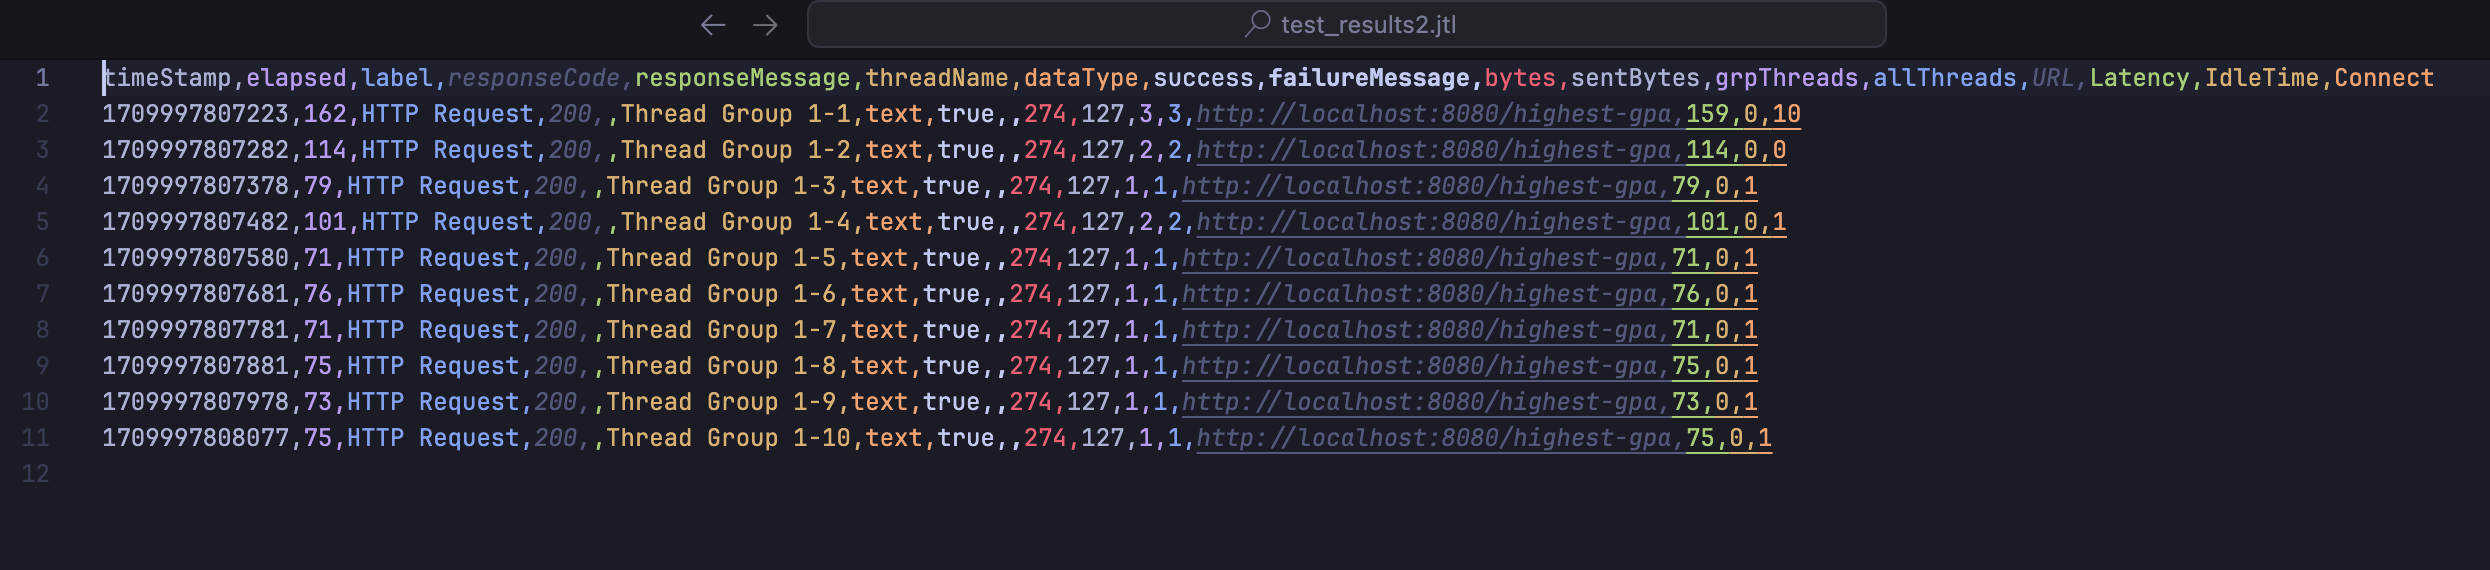 test_results2.jtl
1 timeStamp,elapsed,label,responseCode,responseMessage,threadName,dataType,success,failureMessage,bytes,sentBytes,grpThreads,allThreads,URL,Latency,IdleTime,Connect
2 1709997807223,162,HTTP Request,200,,Thread Group 1-1,text,true,,274,127,3,3,http://localhost:8080/highest-gpa,159,0,10
3 1709997807282,114,HTTP Request,200,,Thread Group 1-2,text,true,,274,127,2,2,http://localhost:8080/highest-gpa,114,0,0
4 1709997807378,79,HTTP Request,200,,Thread Group 1-3,text,true,,274,127,1,1,http://localhost:8080/highest-gpa,79,0,1
5 1709997807482,101,HTTP Request,200,,Thread Group 1-4,text,true,,274,127,2,2,http://localhost:8080/highest-gpa,101,0,1
6 1709997807580,71,HTTP Request,200,,Thread Group 1-5,text,true,,274,127,1,1,http://localhost:8080/highest-gpa,71,0,1
7 1709997807681,76,HTTP Request,200,,Thread Group 1-6,text,true,,274,127,1,1,http://localhost:8080/highest-gpa,76,0,1
8 1709997807781,71,HTTP Request,200,,Thread Group 1-7,text,true,,274,127,1,1,http://localhost:8080/highest-gpa,71,0,1
9 1709997807881,75,HTTP Request,200,,Thread Group 1-8,text,true,,274,127,1,1,http://localhost:8080/highest-gpa,75,0,1
10 1709997807978,73,HTTP Request,200,,Thread Group 1-9,text,true,,274,127,1,1,http://localhost:8080/highest-gpa,73,0,1
11 1709997808077,75,HTTP Request,200,,Thread Group 1-10,text,true,,274,127,1,1,http://localhost:8080/highest-gpa,75,0,1
12